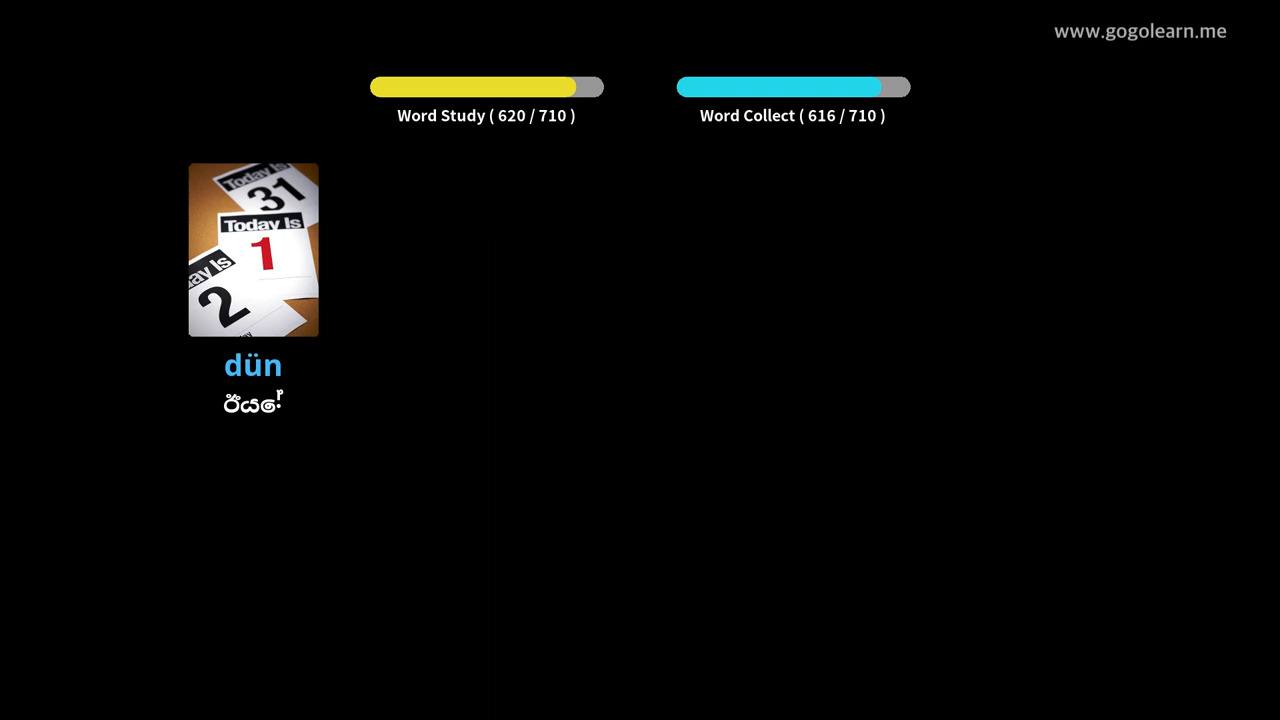 www.gogolearn.me
Word Study ( 620 / 710 )
Word Collect ( 616 / 710 )
Today Is
31
Today Is
1
ay Is
2
dün
ඊයේ